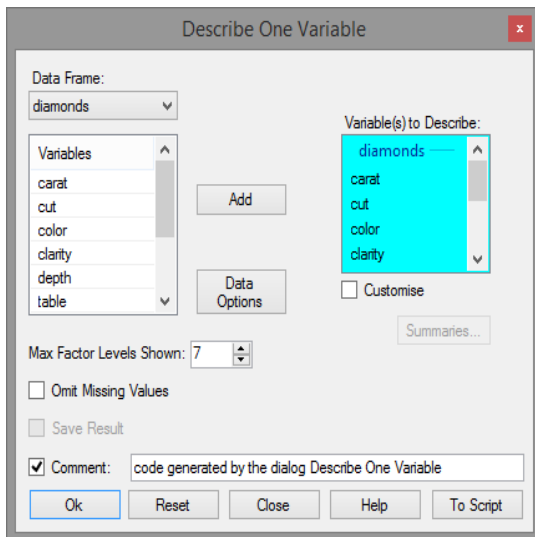 Describe One Variable
x
Data Frame:
diamonds
Variables
carat
cut
color
clarity
depth
table
Add
Data
Options
Variable(s) to Describe:
diamonds
carat
cut
color
clarity
Customise
Summaries...
Max Factor Levels Shown: 7
Omit Missing Values
Save Result
Comment: code generated by the dialog Describe One Variable
Ok Reset Close Help To Script